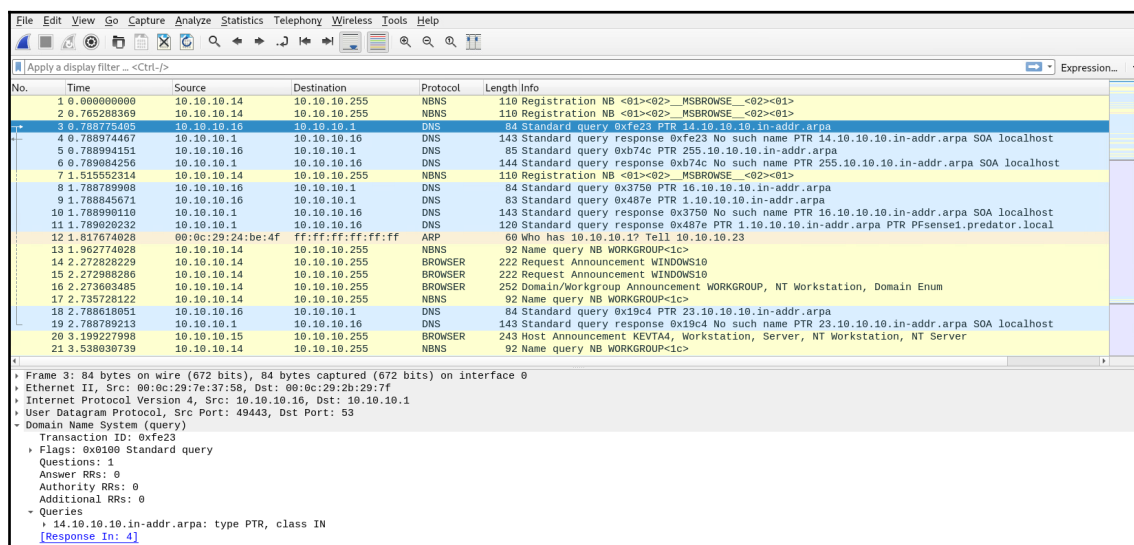 File Edit View Go Capture Analyze Statistics Telephony Wireless Tools Help
Apply a display filter ... <Ctrl-/> Expression...
No. Time Source Destination Protocol Length Info
1 0.000000000 10.10.10.14 10.10.10.255 NBNS 110 Registration NB <01><02>__MSBROWSE__<02><01>
2 0.765288369 10.10.10.14 10.10.10.255 NBNS 110 Registration NB <01><02>__MSBROWSE__<02><01>
3 0.788775405 10.10.10.16 10.10.10.1 DNS 84 Standard query 0xfe23 PTR 14.10.10.10.in-addr.arpa
4 0.788974467 10.10.10.1 10.10.10.16 DNS 143 Standard query response 0xfe23 No such name PTR 14.10.10.10.in-addr.arpa SOA localhost
5 0.788994151 10.10.10.16 10.10.10.1 DNS 85 Standard query 0xb74c PTR 255.10.10.10.in-addr.arpa
6 0.789084256 10.10.10.1 10.10.10.16 DNS 144 Standard query response 0xb74c No such name PTR 255.10.10.10.in-addr.arpa SOA localhost
7 1.515552314 10.10.10.14 10.10.10.255 NBNS 110 Registration NB <01><02>__MSBROWSE__<02><01>
8 1.788789908 10.10.10.16 10.10.10.1 DNS 84 Standard query 0x3750 PTR 16.10.10.10.in-addr.arpa
9 1.788845671 10.10.10.16 10.10.10.1 DNS 83 Standard query 0x487e PTR 1.10.10.10.in-addr.arpa
10 1.788990110 10.10.10.1 10.10.10.16 DNS 143 Standard query response 0x3750 No such name PTR 16.10.10.10.in-addr.arpa SOA localhost
11 1.789020232 10.10.10.1 10.10.10.16 DNS 120 Standard query response 0x487e PTR 1.10.10.10.in-addr.arpa PTR PFsense1.predator.local
12 1.817674028 00:0c:29:24:be:4f ff:ff:ff:ff:ff:ff ARP 60 Who has 10.10.10.1? Tell 10.10.10.23
13 1.962774028 10.10.10.14 10.10.10.255 NBNS 92 Name query NB WORKGROUP<1c>
14 2.272828229 10.10.10.14 10.10.10.255 BROWSER 222 Request Announcement WINDOWS10
15 2.272988286 10.10.10.14 10.10.10.255 BROWSER 222 Request Announcement WINDOWS10
16 2.273603485 10.10.10.14 10.10.10.255 BROWSER 252 Domain/Workgroup Announcement WORKGROUP, NT Workstation, Domain Enum
17 2.735728122 10.10.10.14 10.10.10.255 NBNS 92 Name query NB WORKGROUP<1c>
18 2.788618051 10.10.10.16 10.10.10.1 DNS 84 Standard query 0x19c4 PTR 23.10.10.10.in-addr.arpa
19 2.788789213 10.10.10.1 10.10.10.16 DNS 143 Standard query response 0x19c4 No such name PTR 23.10.10.10.in-addr.arpa SOA localhost
20 3.199227998 10.10.10.15 10.10.10.255 BROWSER 243 Host Announcement KEVTA4, Workstation, Server, NT Workstation, NT Server
21 3.538030739 10.10.10.14 10.10.10.255 NBNS 92 Name query NB WORKGROUP<1c>
Frame 3: 84 bytes on wire (672 bits), 84 bytes captured (672 bits) on interface 0
Ethernet II, Src: 00:0c:29:7e:37:58, Dst: 00:0c:29:2b:29:7f
Internet Protocol Version 4, Src: 10.10.10.16, Dst: 10.10.10.1
User Datagram Protocol, Src Port: 49443, Dst Port: 53
Domain Name System (query)
Transaction ID: 0xfe23
Flags: 0x0100 Standard query
Questions: 1
Answer RRs: 0
Authority RRs: 0
Additional RRs: 0
Queries
14.10.10.10.in-addr.arpa: type PTR, class IN
[Response In: 4]